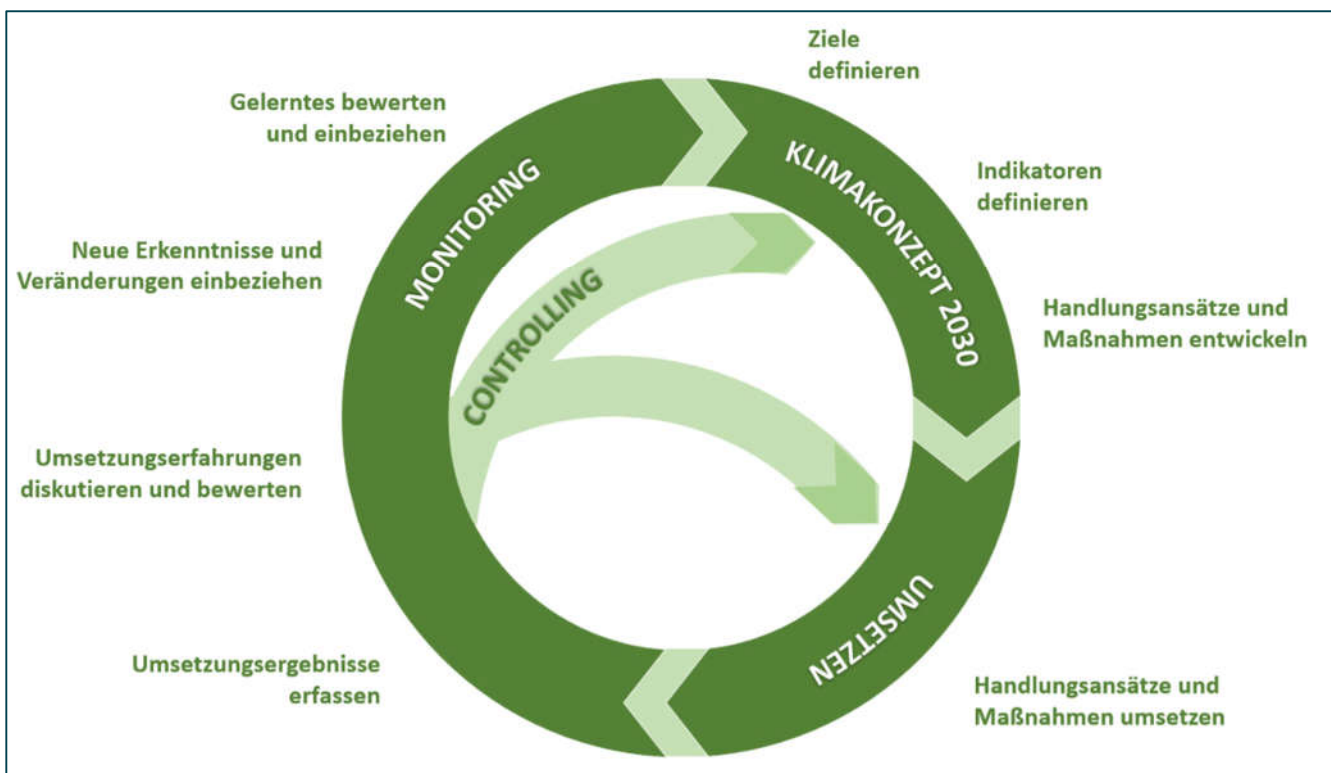 Ziele
definieren
Gelerntes bewerten
und einbeziehen
KLIMAKONZEPT 2030
Indikatoren
definieren
MONITORING
Neue Erkenntnisse und
Veränderungen einbeziehen
CONTROLLING
Handlungsansätze und
Maßnahmen entwickeln
Umsetzungserfahrungen
diskutieren und bewerten
UMSETZEN
Umsetzungsergebnisse
erfassen
Handlungsansätze und
Maßnahmen umsetzen